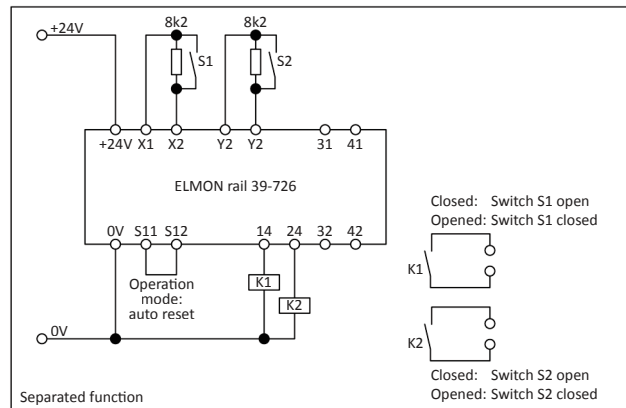 +24V
8k2
8k2
S1
S2
+24V X1 X2 Y2 Y2 31 41
ELMON rail 39-726
0V S11 S12 14 24 32 42
Operation
mode:
auto reset
K1
K2
0V
Closed: Switch S1 open
Opened: Switch S1 closed
K1
K2
Closed: Switch S2 open
Opened: Switch S2 closed
Separated function